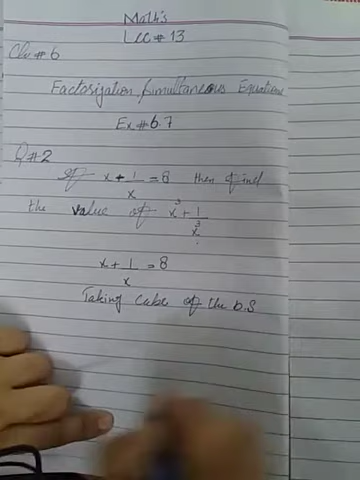 Math's
Lec # 13
Ch # 6
Factorization, Simultaneous Equations
Ex # 6.7
Q#2
If x + 1/x = 8 then find
the value of x³ + 1/x³
x + 1/x = 8
Taking Cube of the b.S